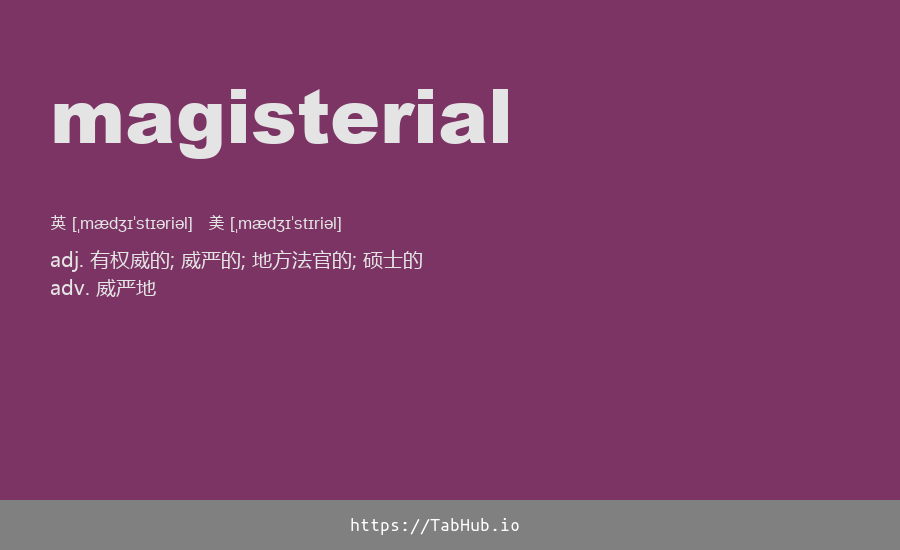 magisterial
英 [ˌmædʒɪˈstɪəriəl] 美 [ˌmædʒɪˈstɪriəl]
adj. 有权威的; 威严的; 地方法官的; 硕士的
adv. 威严地
https://TabHub.io